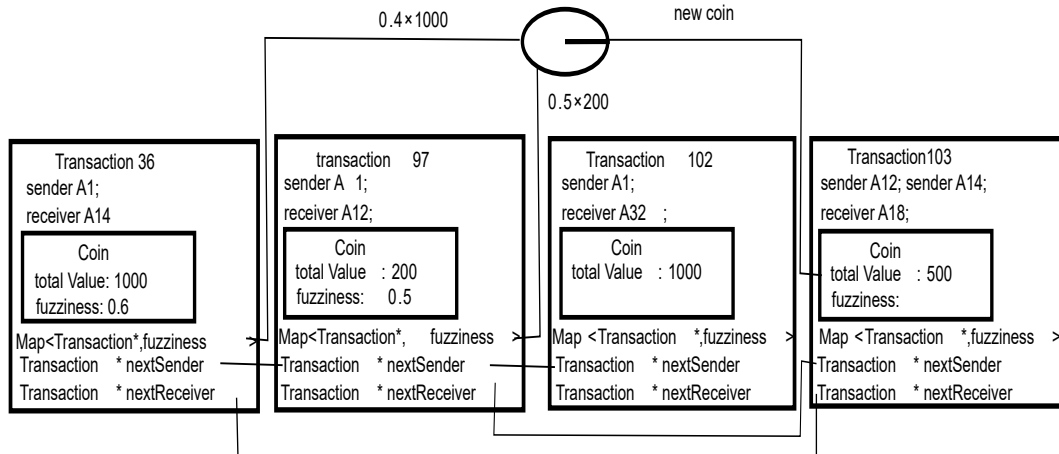 0.4×1000
new coin
0.5×200
Transaction 36
sender A1;
receiver A14
Coin
total Value: 1000
fuzziness: 0.6
Map<Transaction*,fuzziness >
Transaction * nextSender
Transaction * nextReceiver
transaction 97
sender A 1;
receiver A12;
Coin
total Value : 200
fuzziness: 0.5
Map<Transaction*, fuzziness >
Transaction * nextSender
Transaction * nextReceiver
Transaction 102
sender A1;
receiver A32 ;
Coin
total Value : 1000
Map <Transaction *,fuzziness >
Transaction * nextSender
Transaction * nextReceiver
Transaction103
sender A12; sender A14;
receiver A18;
Coin
total Value : 500
fuzziness:
Map <Transaction *,fuzziness >
Transaction * nextSender
Transaction * nextReceiver